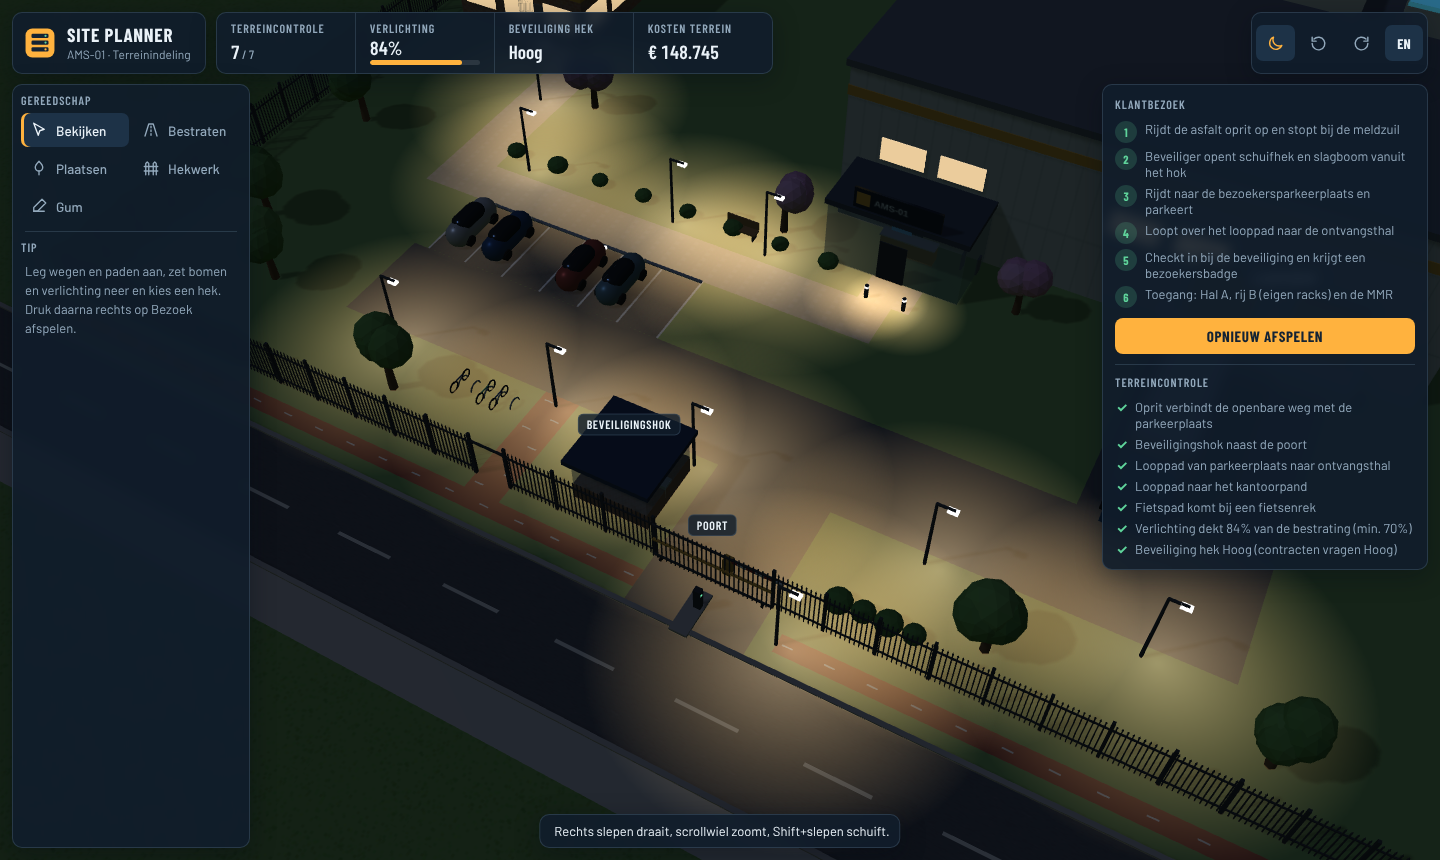 SITE PLANNER
AMS-01 · Terreinindeling
TERREINCONTROLE
7 / 7
VERLICHTING
84%
BEVEILIGING HEK
Hoog
KOSTEN TERREIN
€ 148.745
EN
GEREEDSCHAP
Bekijken
Bestraten
Plaatsen
Hekwerk
Gum
TIP
Leg wegen en paden aan, zet bomen
en verlichting neer en kies een hek.
Druk daarna rechts op Bezoek
afspelen.
AMS-01
BEVEILIGINGSHOK
POORT
KLANTBEZOEK
1 Rijdt de asfalt oprit op en stopt bij de meldzuil
2 Beveiliger opent schuifhek en slagboom vanuit
het hok
3 Rijdt naar de bezoekersparkeerplaats en
parkeert
4 Loopt over het looppad naar de ontvangsthal
5 Checkt in bij de beveiliging en krijgt een
bezoekersbadge
6 Toegang: Hal A, rij B (eigen racks) en de MMR
OPNIEUW AFSPELEN
TERREINCONTROLE
Oprit verbindt de openbare weg met de
parkeerplaats
Beveiligingshok naast de poort
Looppad van parkeerplaats naar ontvangsthal
Looppad naar het kantoorpand
Fietspad komt bij een fietsenrek
Verlichting dekt 84% van de bestrating (min. 70%)
Beveiliging hek Hoog (contracten vragen Hoog)
Rechts slepen draait, scrollwiel zoomt, Shift+slepen schuift.